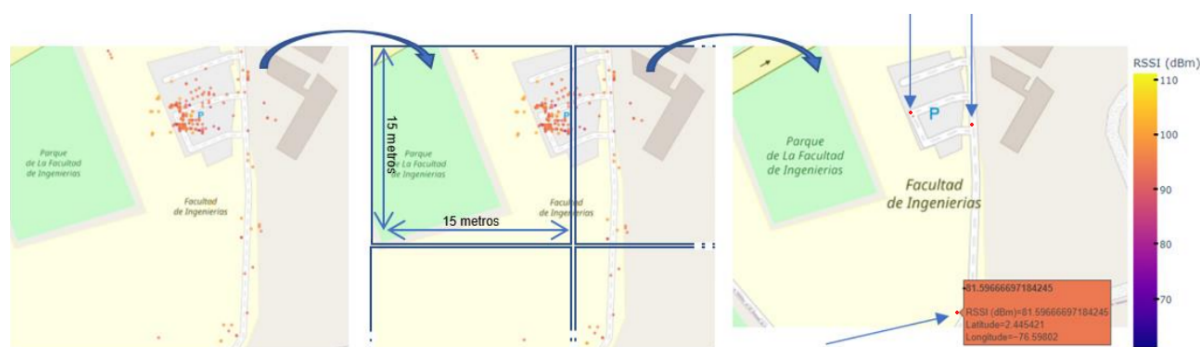 P
Parque
de La Facultad
de Ingenierias
Facultad
de Ingenierias
15 metros
15 metros
P
Parque
de La Facultad
de Ingenierias
Facultad
de Ingenierias
P
Parque
de La Facultad
de Ingenierias
Facultad
de Ingenierias
-81.59666697184245
RSSI (dBm)=81.59666697184245
Latitude=2.445421
Longitude=-76.59802
RSSI (dBm)
110
100
90
80
70